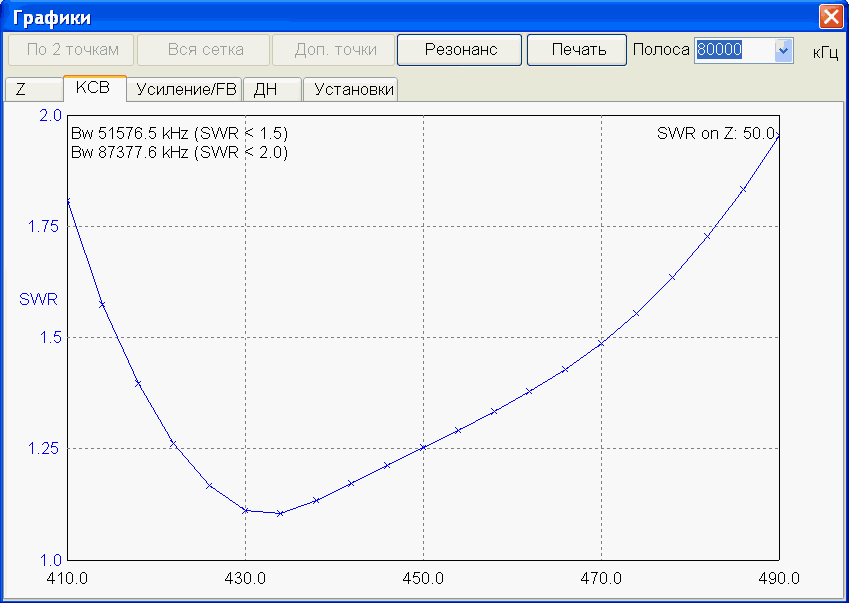 Графики
По 2 точкам Вся сетка Доп. точки Резонанс Печать Полоса 80000 кГц
Z КСВ Усиление/FB ДН Установки
2.0
Bw 51576.5 kHz (SWR < 1.5) SWR on Z: 50.0
Bw 87377.6 kHz (SWR < 2.0)
1.75
SWR
1.5
1.25
1.0
410.0 430.0 450.0 470.0 490.0